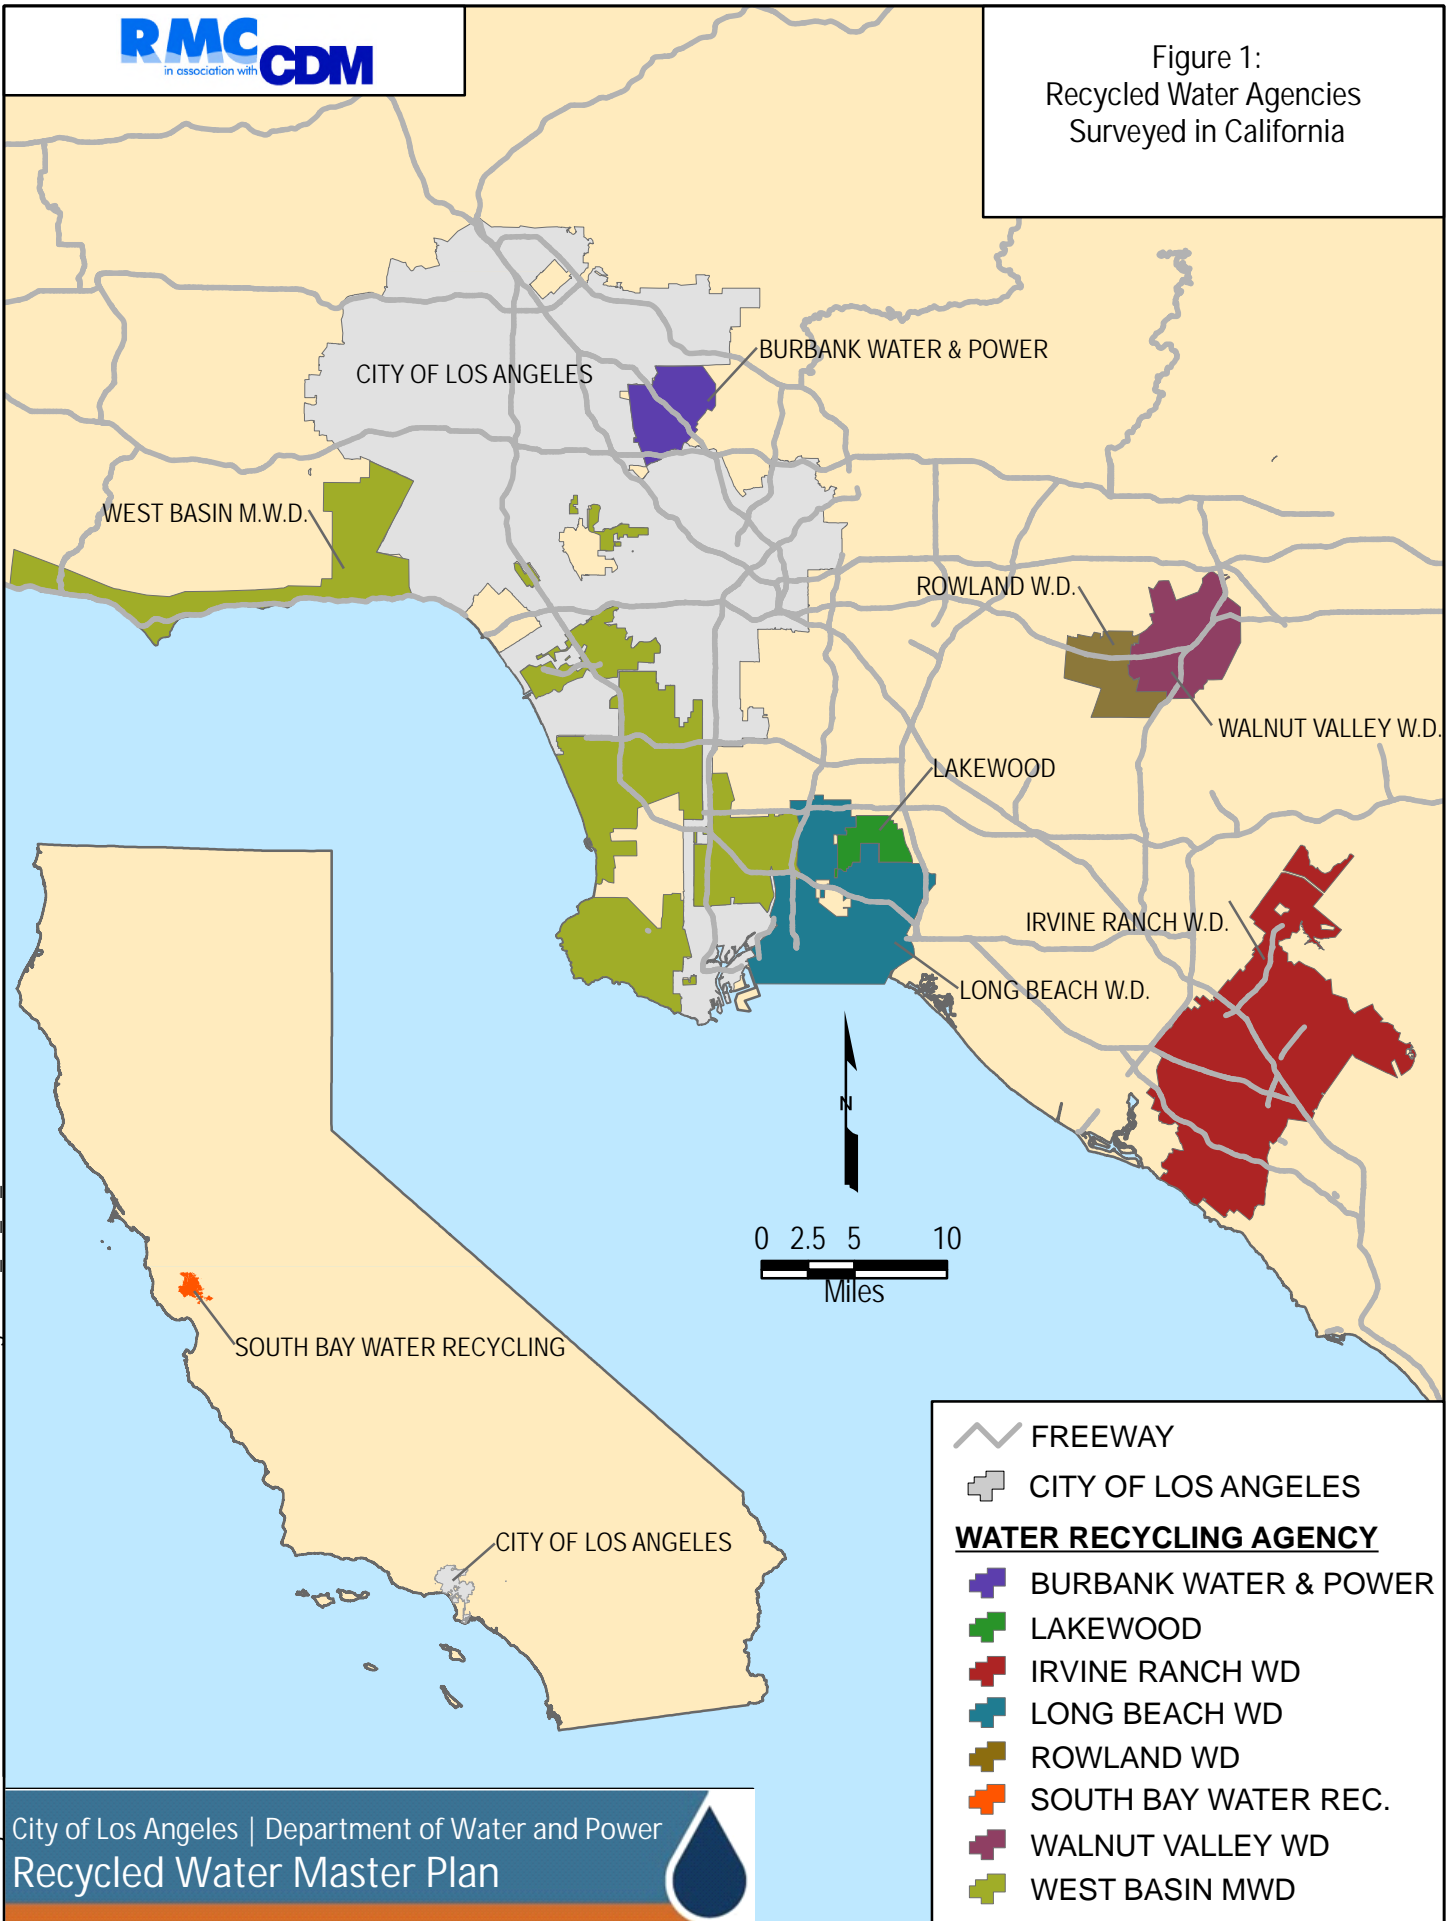 RMC
in association with CDM
Figure 1:
Recycled Water Agencies
Surveyed in California
BURBANK WATER & POWER
CITY OF LOS ANGELES
WEST BASIN M.W.D.
ROWLAND W.D.
WALNUT VALLEY W.D.
LAKEWOOD
IRVINE RANCH W.D.
LONG BEACH W.D.
N
0 2.5 5 10
Miles
SOUTH BAY WATER RECYCLING
CITY OF LOS ANGELES
FREEWAY
CITY OF LOS ANGELES
WATER RECYCLING AGENCY
BURBANK WATER & POWER
LAKEWOOD
IRVINE RANCH WD
LONG BEACH WD
ROWLAND WD
SOUTH BAY WATER REC.
WALNUT VALLEY WD
WEST BASIN MWD
City of Los Angeles | Department of Water and Power
Recycled Water Master Plan